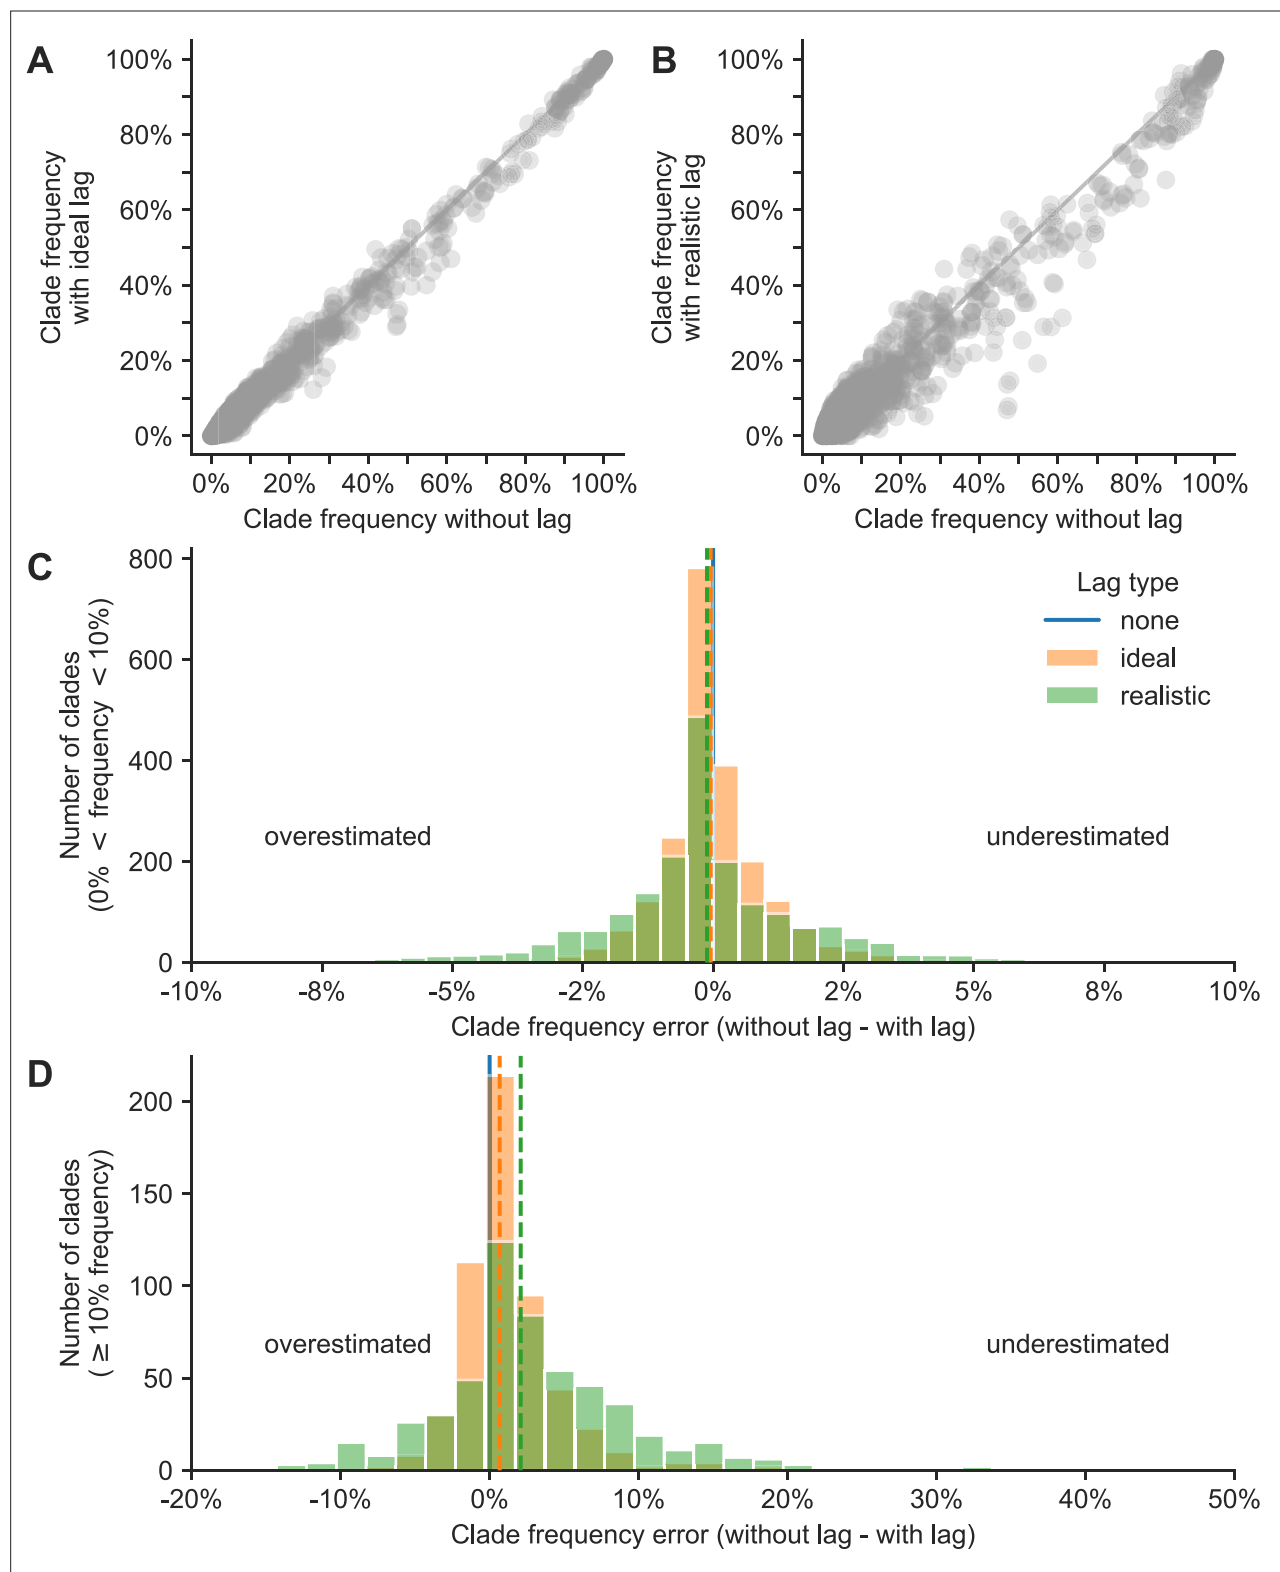 A
100%
80%
60%
40%
20%
0%
Clade frequency
with ideal lag
0% 20% 40% 60% 80% 100%
Clade frequency without lag
B
100%
80%
60%
40%
20%
0%
Clade frequency
with realistic lag
0% 20% 40% 60% 80% 100%
Clade frequency without lag
C
800
600
400
200
0
Number of clades
(0% < frequency < 10%)
Lag type
none
ideal
realistic
overestimated
underestimated
-10% -8% -5% -2% 0% 2% 5% 8% 10%
Clade frequency error (without lag - with lag)
D
200
150
100
50
0
Number of clades
( ≥ 10% frequency)
overestimated
underestimated
-20% -10% 0% 10% 20% 30% 40% 50%
Clade frequency error (without lag - with lag)